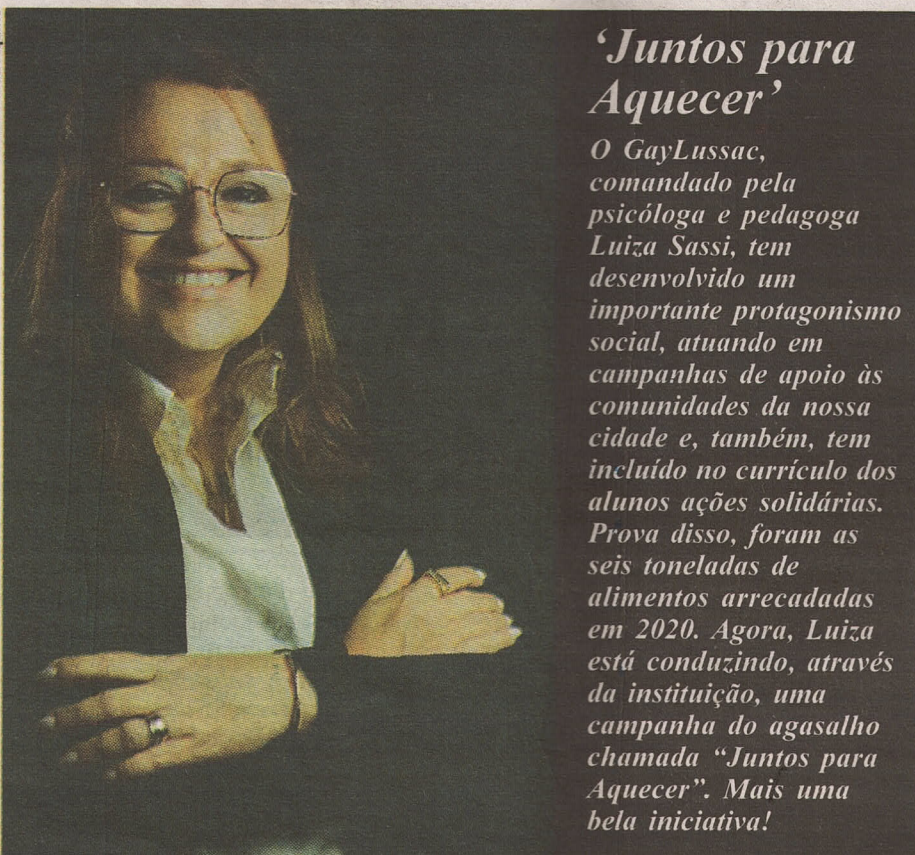 ‘Juntos para
Aquecer’
O GayLussac,
comandado pela
psicóloga e pedagoga
Luiza Sassi, tem
desenvolvido um
importante protagonismo
social, atuando em
campanhas de apoio às
comunidades da nossa
cidade e, também, tem
incluído no currículo dos
alunos ações solidárias.
Prova disso, foram as
seis toneladas de
alimentos arrecadadas
em 2020. Agora, Luiza
está conduzindo, através
da instituição, uma
campanha do agasalho
chamada “Juntos para
Aquecer”. Mais uma
bela iniciativa!